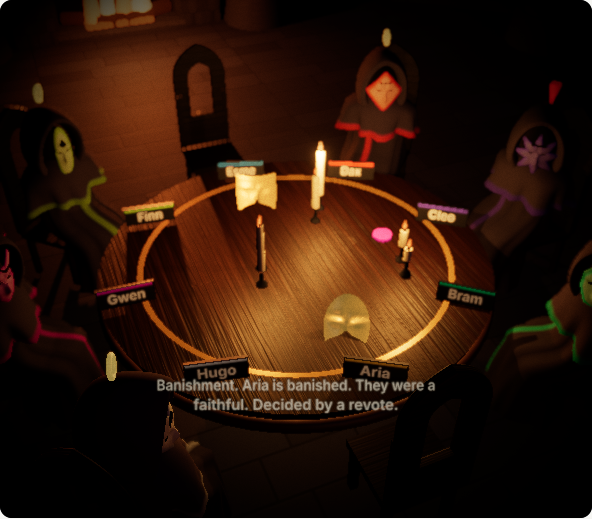 Dax
Cleo
Finn
Gwen
Bram
Hugo
Aria
Banishment. Aria is banished. They were a
faithful. Decided by a revote.